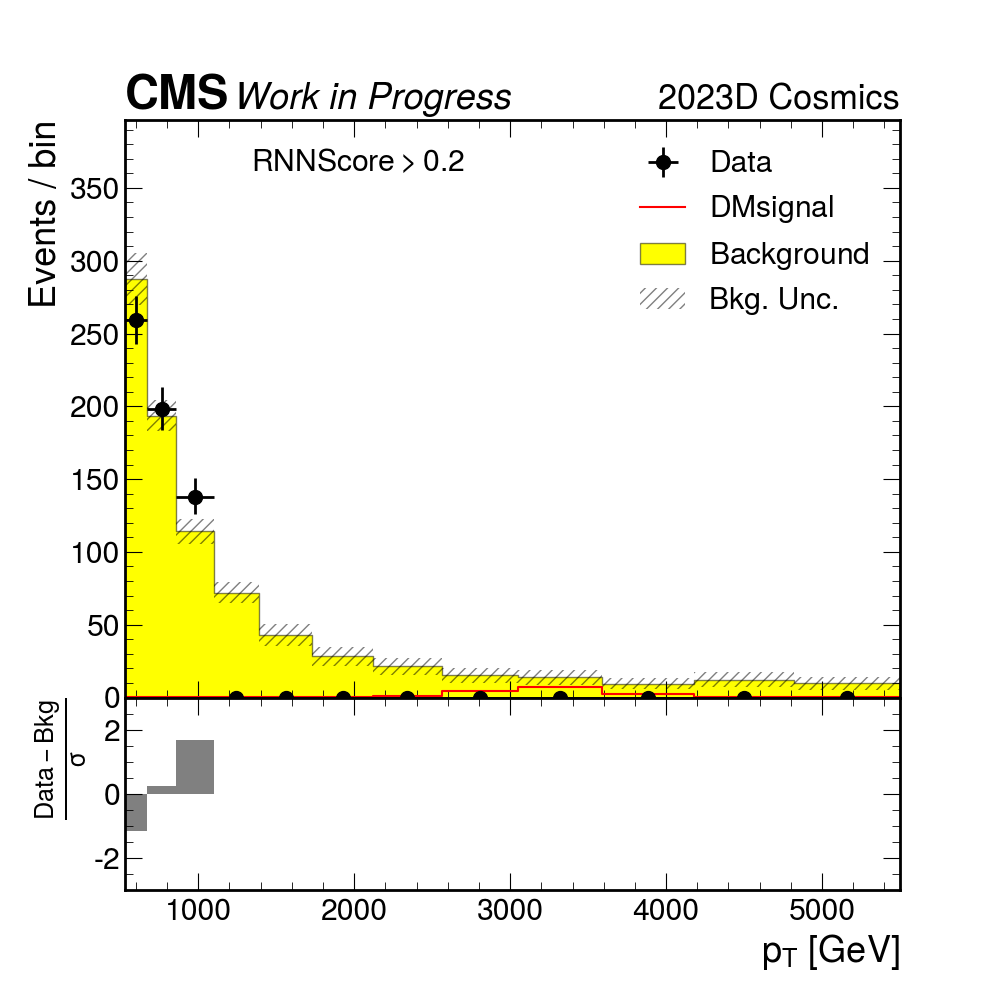 CMS Work in Progress 2023D Cosmics
Events / bin
RNNScore > 0.2
Data
DMsignal
Background
Bkg. Unc.
350
300
250
200
150
100
50
0
Data − Bkg
σ
2
0
-2
1000 2000 3000 4000 5000
pT [GeV]